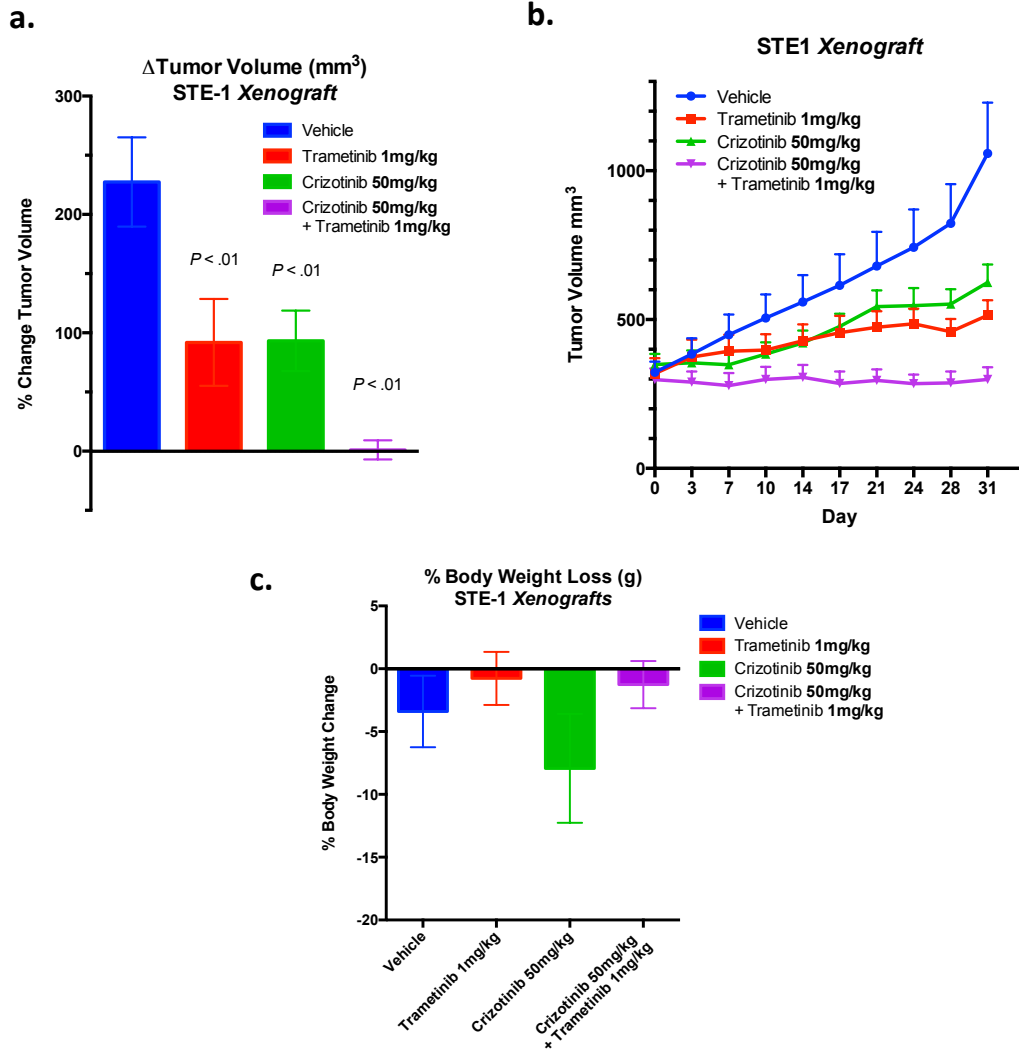 a.
ΔTumor Volume (mm³)
STE-1 Xenograft
300
200
100
0
% Change Tumor Volume
Vehicle
Trametinib 1mg/kg
Crizotinib 50mg/kg
Crizotinib 50mg/kg
+ Trametinib 1mg/kg
P < .01
P < .01
P < .01
b.
STE1 Xenograft
Vehicle
Trametinib 1mg/kg
Crizotinib 50mg/kg
Crizotinib 50mg/kg
+ Trametinib 1mg/kg
1000
500
0
Tumor Volume mm³
0 3 7 10 14 17 21 24 28 31
Day
c.
% Body Weight Loss (g)
STE-1 Xenografts
5
0
-5
-10
-15
-20
% Body Weight Change
Vehicle
Trametinib 1mg/kg
Crizotinib 50mg/kg
Crizotinib 50mg/kg
+ Trametinib 1mg/kg
Vehicle
Trametinib 1mg/kg
Crizotinib 50mg/kg
Crizotinib 50mg/kg
+ Trametinib 1mg/kg